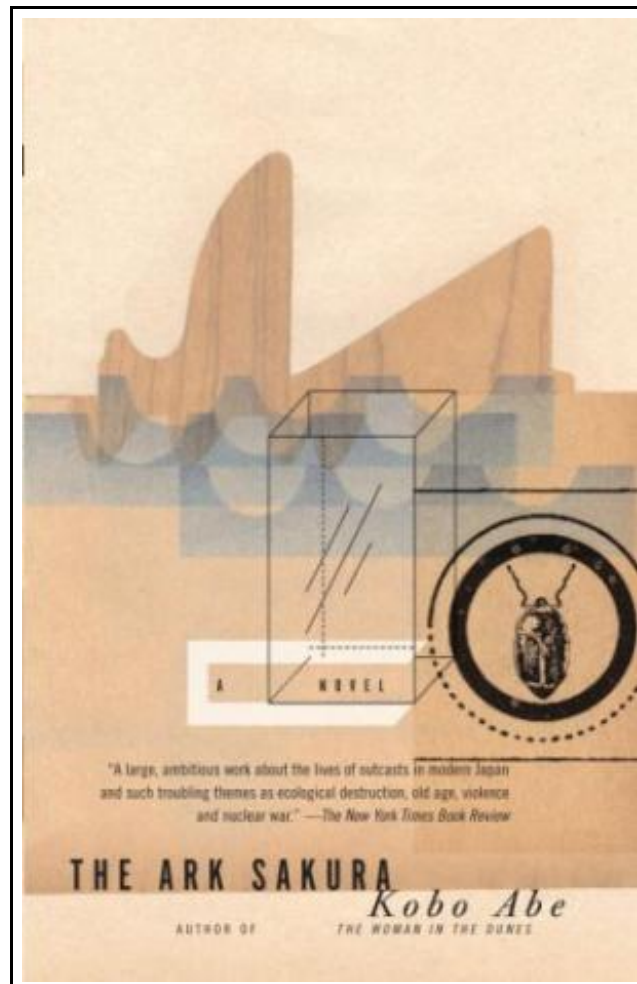 A NOVEL
"A large, ambitious work about the lives of outcasts in modern Japan
and such troubling themes as ecological destruction, old age, violence
and nuclear war." —The New York Times Book Review
THE ARK SAKURA
Kobo Abe
AUTHOR OF THE WOMAN IN THE DUNES